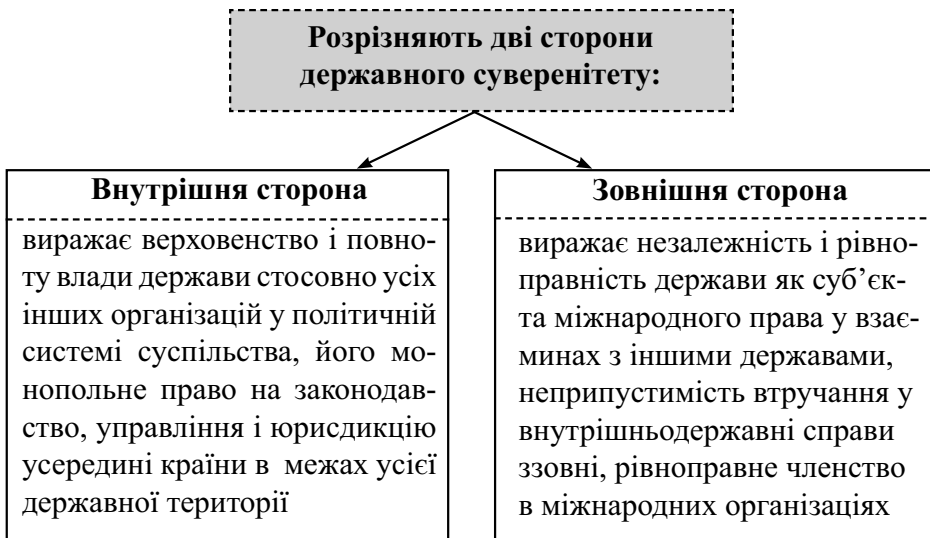 Розрізняють дві сторони
державного суверенітету:
Внутрішня сторона
виражає верховенство і повно-
ту влади держави стосовно усіх
інших організацій у політичній
системі суспільства, його мо-
нопольне право на законодав-
ство, управління і юрисдикцію
усередині країни в межах усієї
державної території
Зовнішня сторона
виражає незалежність і рівно-
правність держави як суб’єк-
та міжнародного права у взає-
минах з іншими державами,
неприпустимість втручання у
внутрішньодержавні справи
ззовні, рівноправне членство
в міжнародних організаціях